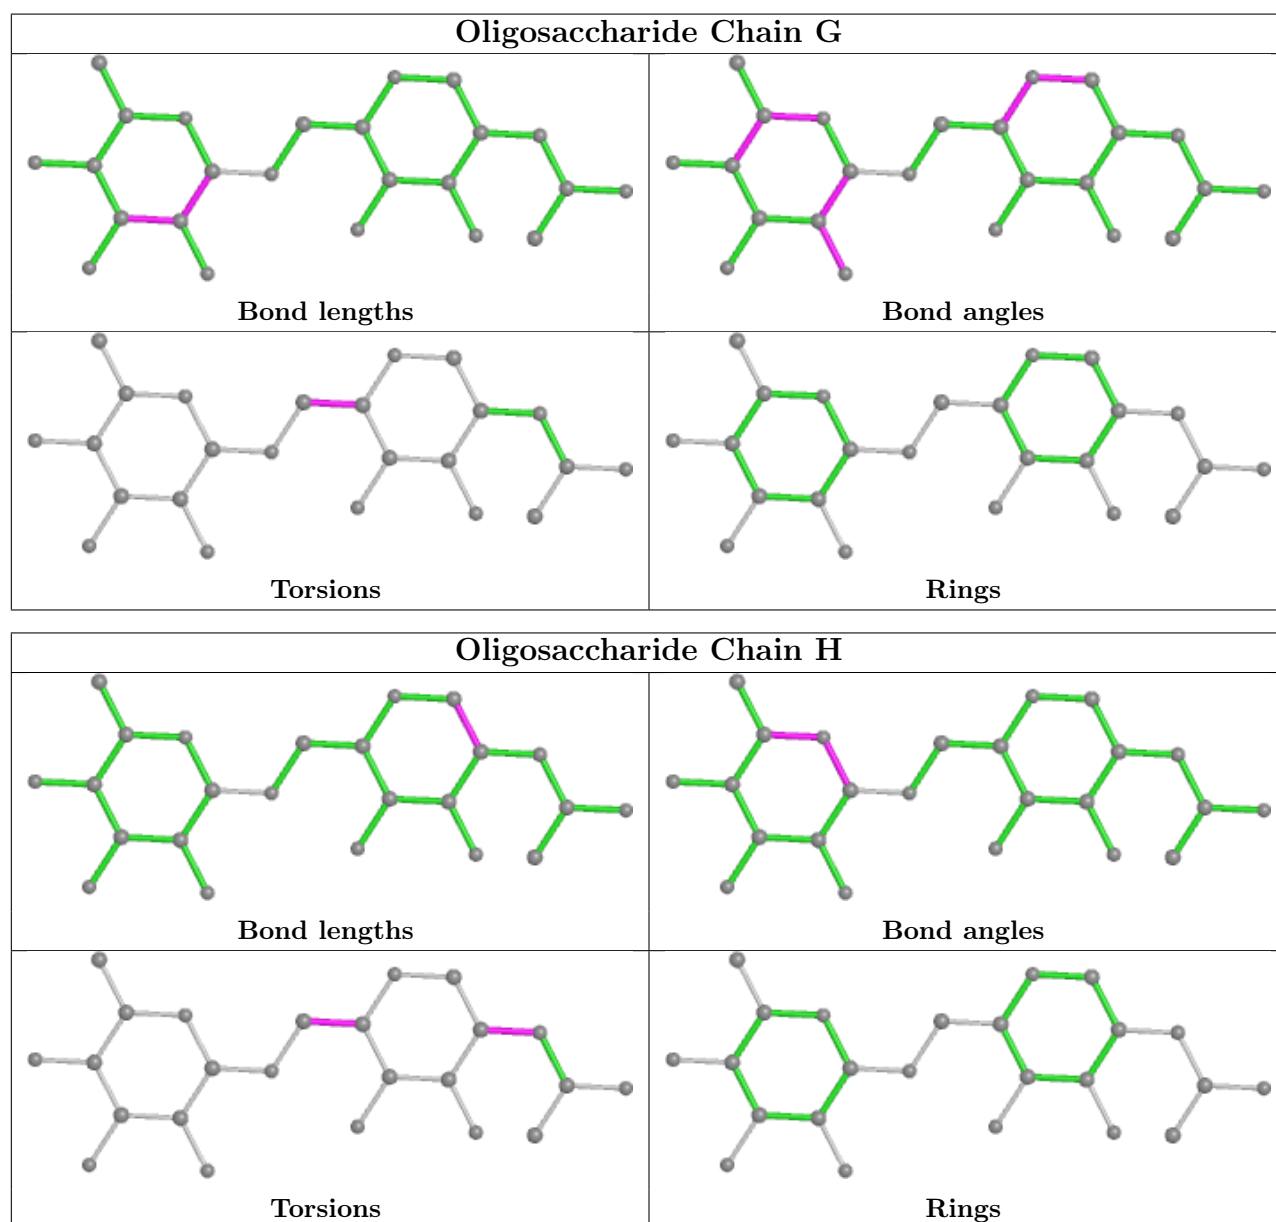 Oligosaccharide Chain G
Bond lengths
Bond angles
Torsions
Rings
Oligosaccharide Chain H
Bond lengths
Bond angles
Torsions
Rings